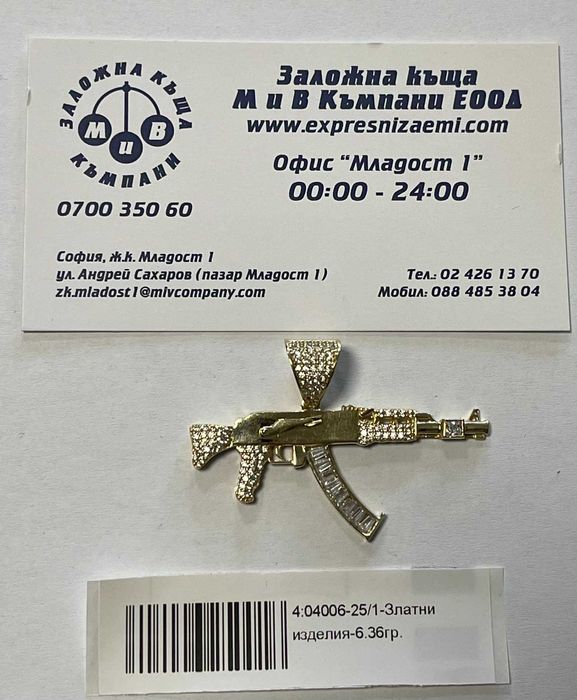 ЗАЛОЖНА КЪЩА
М и В
КЪМПАНИ
0700 350 60
Заложна къща
М и В Къмпани ЕООД
www.expresnizaemi.com
Офис "Младост 1"
00:00 - 24:00
София, ж.к. Младост 1
ул. Андрей Сахаров (пазар Младост 1)
zk.mladost1@mivcompany.com
Тел.: 02 426 13 70
Мобил.: 088 485 38 04
4:04006-25/1-Златни
изделия-6.36гр.